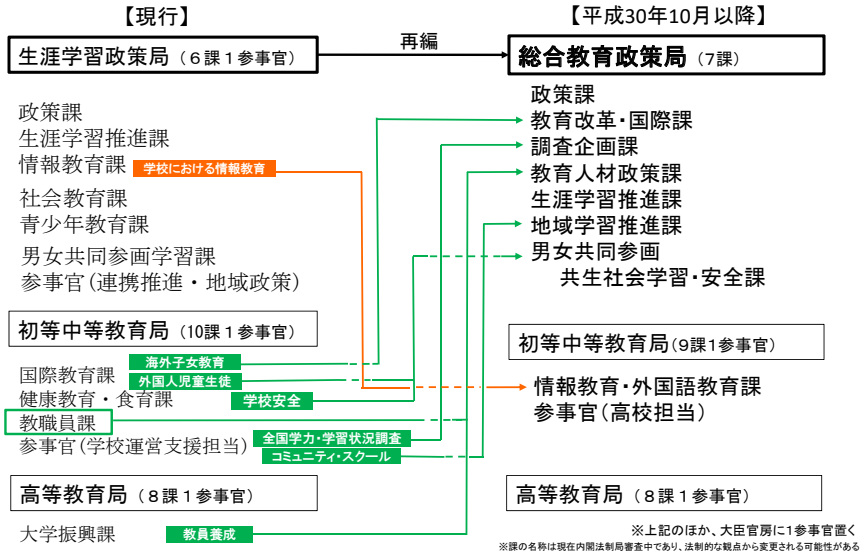 【現行】
生涯学習政策局（６課１参事官）
政策課
生涯学習推進課
情報教育課
学校における情報教育
社会教育課
青少年教育課
男女共同参画学習課
参事官(連携推進・地域政策)
初等中等教育局（10課１参事官）
国際教育課
海外子女教育
外国人児童生徒
健康教育・食育課
学校安全
教職員課
参事官(学校運営支援担当)
全国学力・学習状況調査
コミュニティ・スクール
高等教育局（８課１参事官）
大学振興課
教員養成
再編
【平成30年10月以降】
総合教育政策局（7課）
政策課
教育改革・国際課
調査企画課
教育人材政策課
生涯学習推進課
地域学習推進課
男女共同参画
共生社会学習・安全課
初等中等教育局（9課1参事官）
情報教育・外国語教育課
参事官（高校担当）
高等教育局（８課１参事官）
※上記のほか、大臣官房に1参事官置く
※課の名称は現在内閣法制局審査中であり、法制的な観点から変更される可能性がある